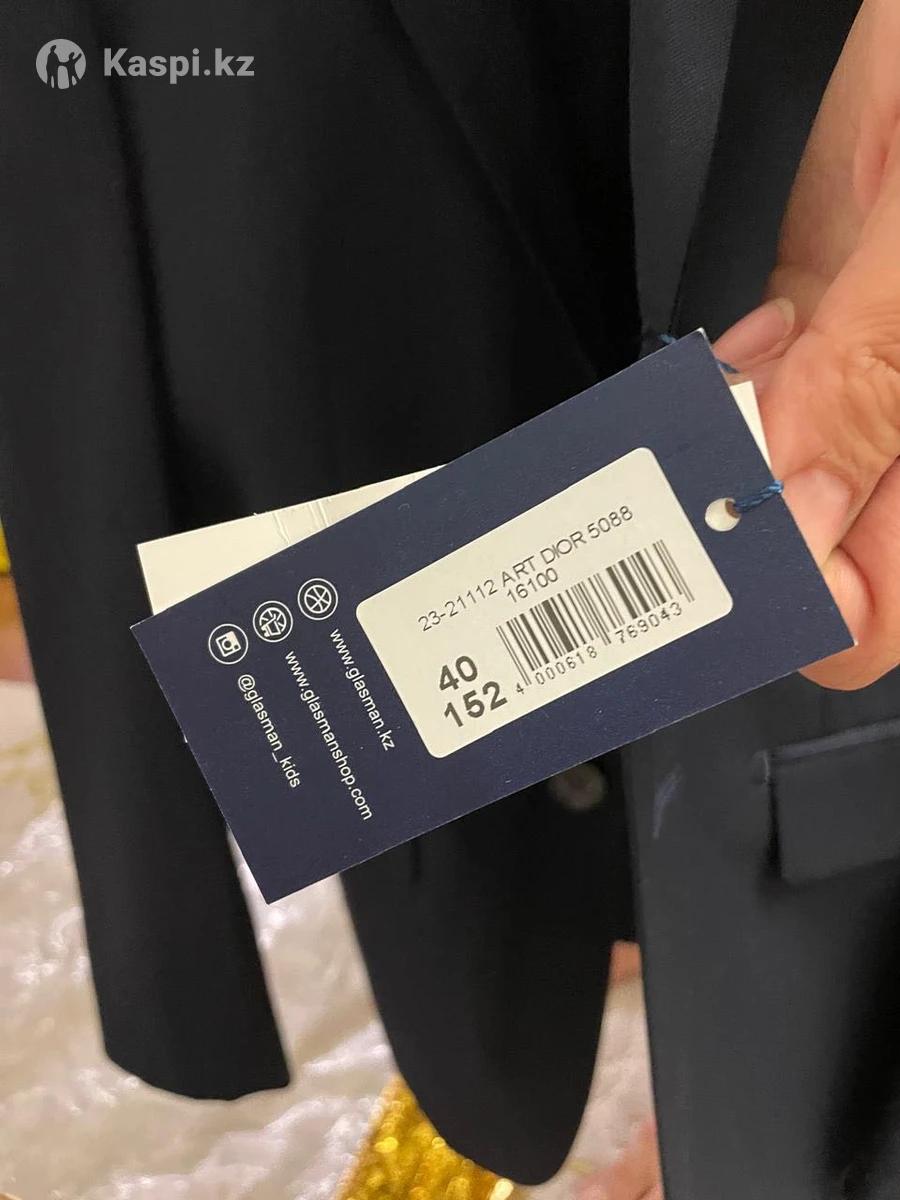 Kaspi.kz
23-21112 ART DIOR 5088
16100
40
152
4 000618 769043
www.glasman.kz
www.glasmanshop.com
@glasman_kids